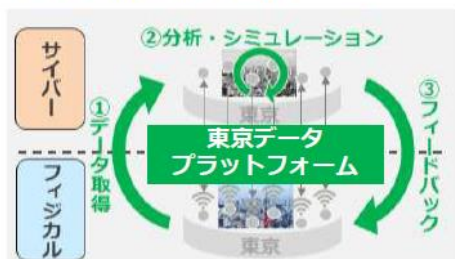 サイバー
②分析・シミュレーション
東京
①データ取得
東京データ
プラットフォーム
③フィードバック
フィジカル
東京